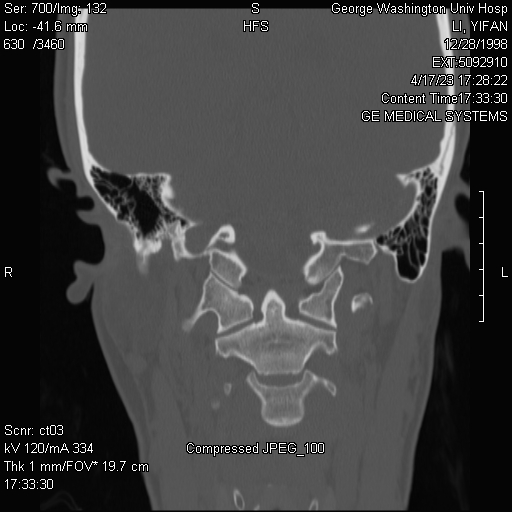 Ser: 700/Img: 132
Loc: -41.6 mm
630 /3460
S
HFS
George Washington Univ Hosp
LI, YIFAN
12/28/1998
EXT:5092910
4/17/23 17:28:22
Content Time17:33:30
GE MEDICAL SYSTEMS
R
L
Scnr: ct03
kV 120/mA 334
Thk 1 mm/FOV* 19.7 cm
17:33:30
Compressed JPEG_100